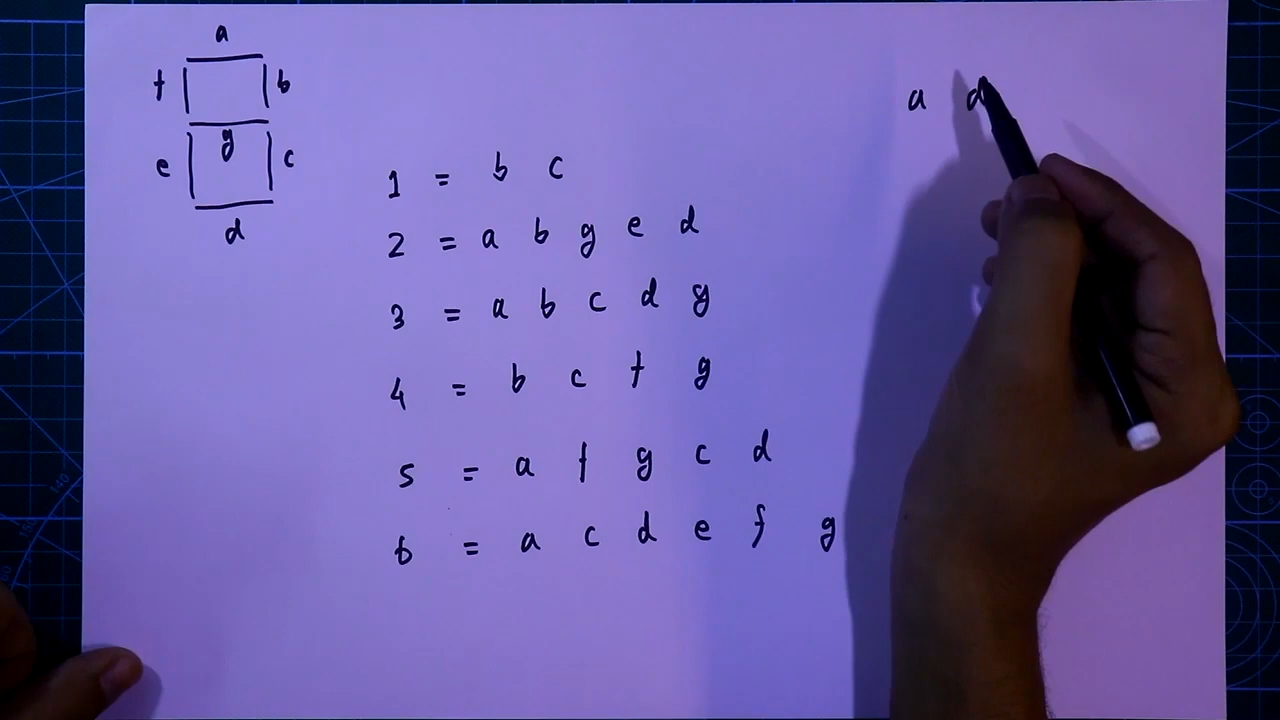 a
f b
g
e c
d
a d
1 = b c
2 = a b g e d
3 = a b c d g
4 = b c f g
5 = a f g c d
6 = a c d e f g